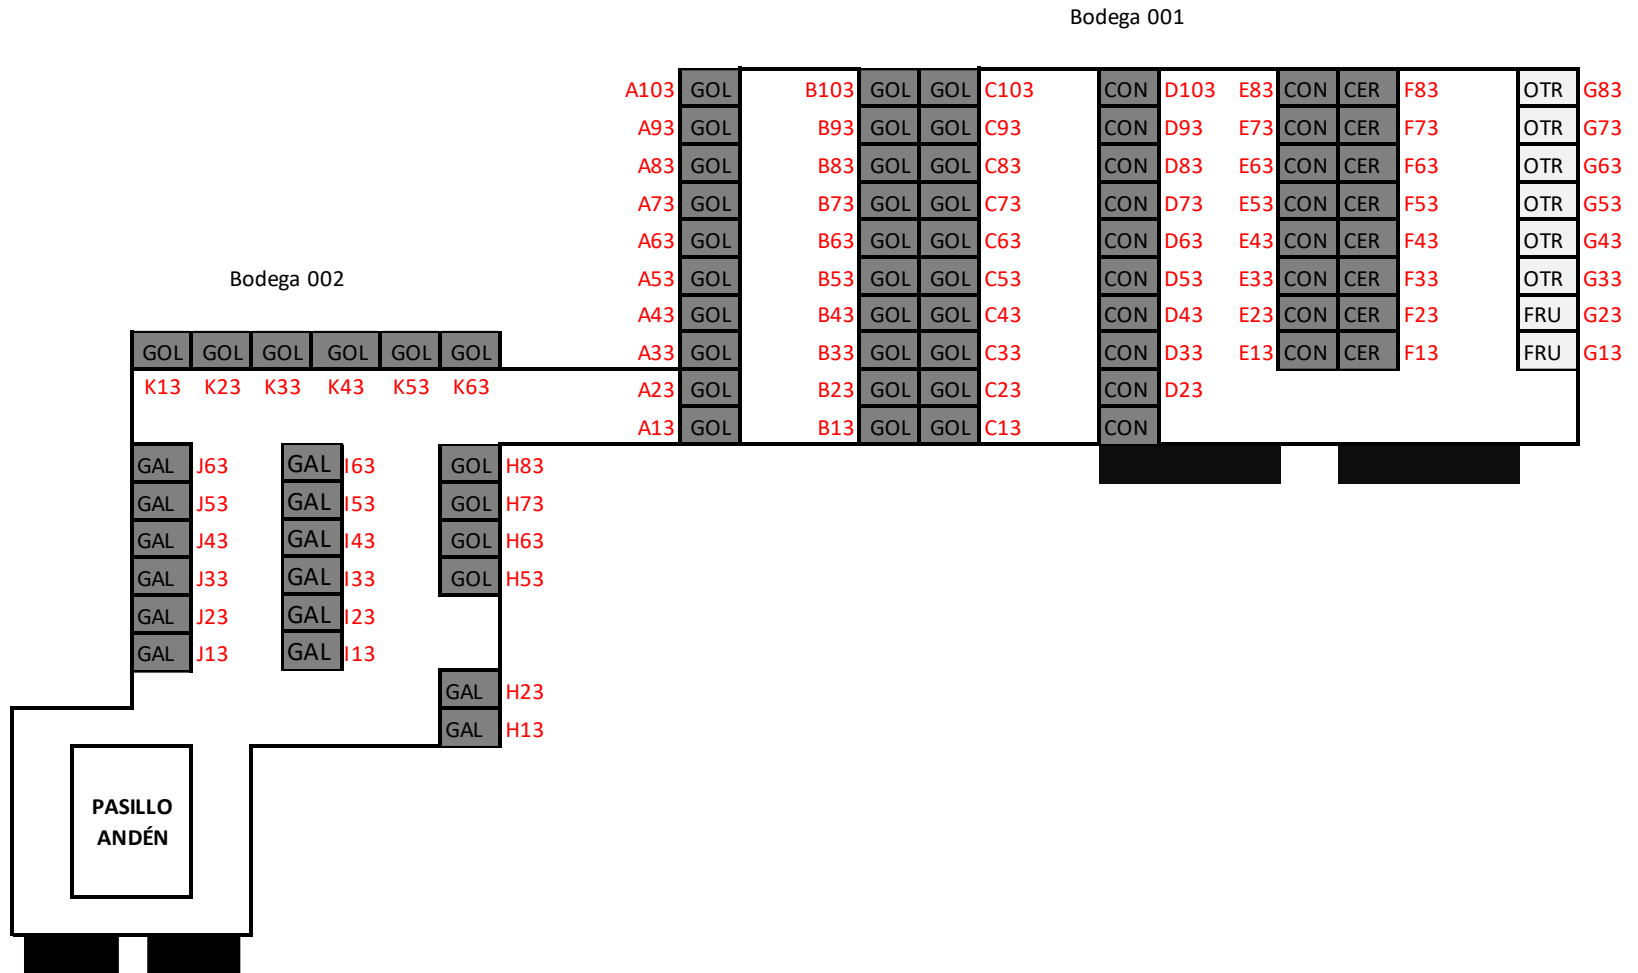 Bodega 001
A103 GOL B103 GOL GOL C103 CON D103 E83 CON CER F83 OTR G83
A93 GOL B93 GOL GOL C93 CON D93 E73 CON CER F73 OTR G73
A83 GOL B83 GOL GOL C83 CON D83 E63 CON CER F63 OTR G63
A73 GOL B73 GOL GOL C73 CON D73 E53 CON CER F53 OTR G53
A63 GOL B63 GOL GOL C63 CON D63 E43 CON CER F43 OTR G43
Bodega 002
A53 GOL B53 GOL GOL C53 CON D53 E33 CON CER F33 OTR G33
A43 GOL B43 GOL GOL C43 CON D43 E23 CON CER F23 FRU G23
GOL GOL GOL GOL GOL GOL
A33 GOL B33 GOL GOL C33 CON D33 E13 CON CER F13 FRU G13
K13 K23 K33 K43 K53 K63
A23 GOL B23 GOL GOL C23 CON D23
A13 GOL B13 GOL GOL C13 CON
GAL J63 GAL I63 GOL H83
GAL J53 GAL I53 GOL H73
GAL J43 GAL I43 GOL H63
GAL J33 GAL I33 GOL H53
GAL J23 GAL I23
GAL J13 GAL I13
GAL H23
GAL H13
PASILLO
ANDÉN